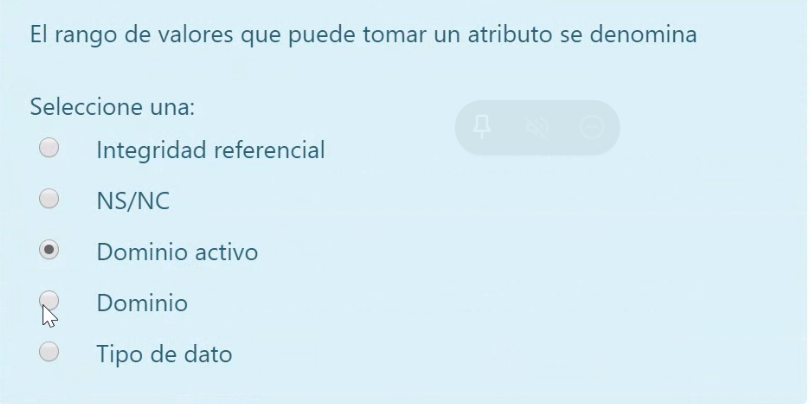 El rango de valores que puede tomar un atributo se denomina
Seleccione una:
Integridad referencial
NS/NC
Dominio activo
Dominio
Tipo de dato